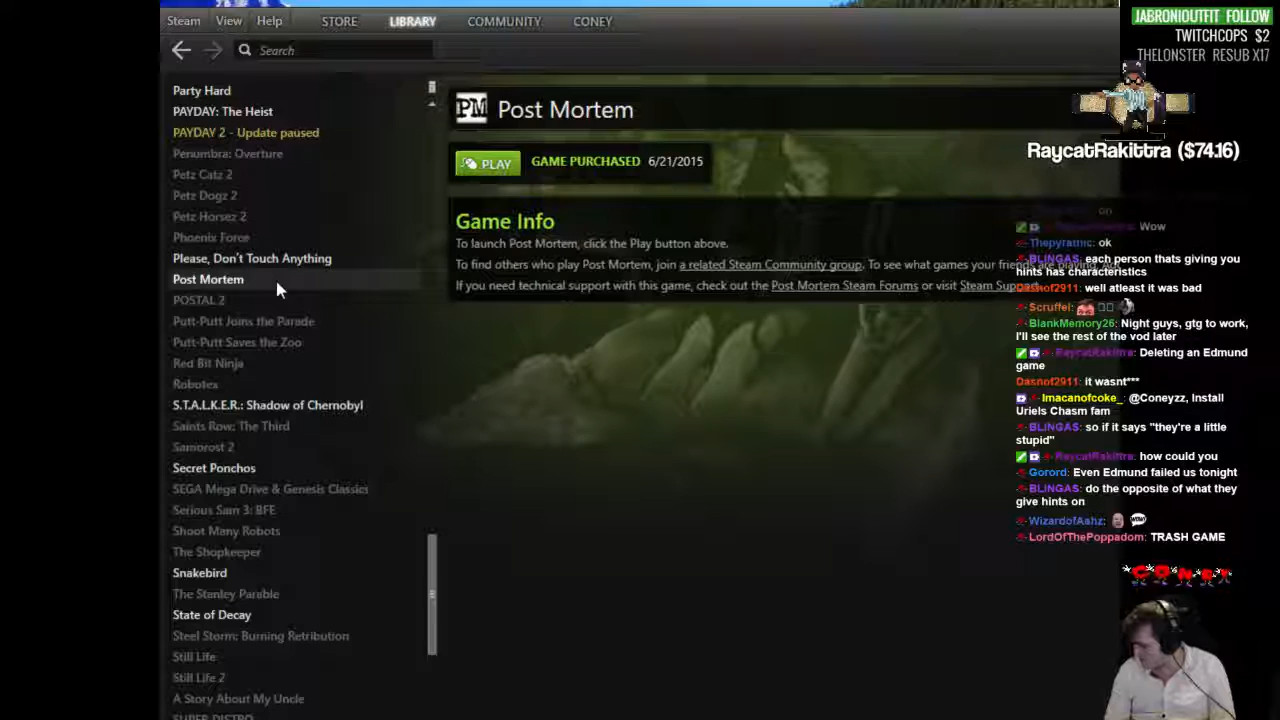 Steam View Help STORE LIBRARY COMMUNITY CONEY
Search
Party Hard
PAYDAY: The Heist
PAYDAY 2 - Update paused
Penumbra: Overture
Petz Catz 2
Petz Dogz 2
Petz Horsez 2
Phoenix Force
Please, Don't Touch Anything
Post Mortem
POSTAL 2
Putt-Putt Joins the Parade
Putt-Putt Saves the Zoo
Red Bit Ninja
Robotex
S.T.A.L.K.E.R.: Shadow of Chernobyl
Saints Row: The Third
Samorost 2
Secret Ponchos
SEGA Mega Drive & Genesis Classics
Serious Sam 3: BFE
Shoot Many Robots
The Shopkeeper
Snakebird
The Stanley Parable
State of Decay
Steel Storm: Burning Retribution
Still Life
Still Life 2
A Story About My Uncle
SUPER DISTRO
PM Post Mortem
PLAY GAME PURCHASED 6/21/2015
Game Info
To launch Post Mortem, click the Play button above.
To find others who play Post Mortem, join a related Steam Community group. To see what games your friends are playing
If you need technical support with this game, check out the Post Mortem Steam Forums or visit Steam Support.
JABRONIOUTFIT FOLLOW
TWITCHCOPS $2
THELONSTER RESUB X17
RaycatRakittra ($74.16)
on
RaycatRakittra: Wow
Thepyramic: ok
BLINGAS: each person thats giving you
hints has characteristics
Dasnof2911: well atleast it was bad
Scruffel:
BlankMemory26: Night guys, gtg to work,
I'll see the rest of the vod later
RaycatRakittra: Deleting an Edmund
game
Dasnof2911: it wasnt***
Imacanofcoke_: @Coneyzz, Install
Uriels Chasm fam
BLINGAS: so if it says "they're a little
stupid"
RaycatRakittra: how could you
Gorord: Even Edmund failed us tonight
BLINGAS: do the opposite of what they
give hints on
WizardofAahz: WOW
LordOfThePoppadom: TRASH GAME
*CONEY*